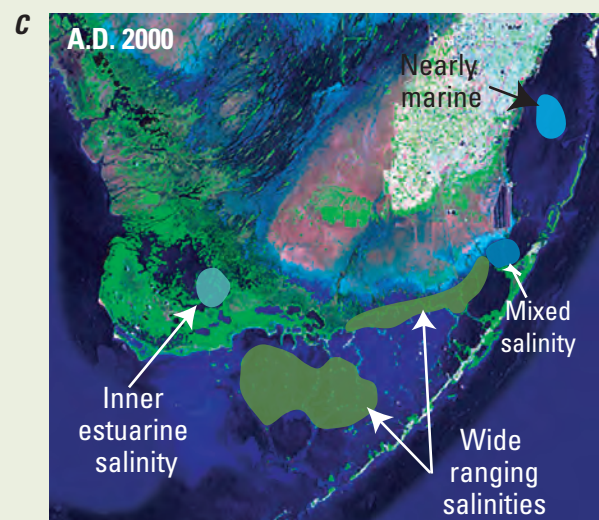 C
A.D. 2000
Nearly
marine
Mixed
salinity
Inner
estuarine
salinity
Wide
ranging
salinities